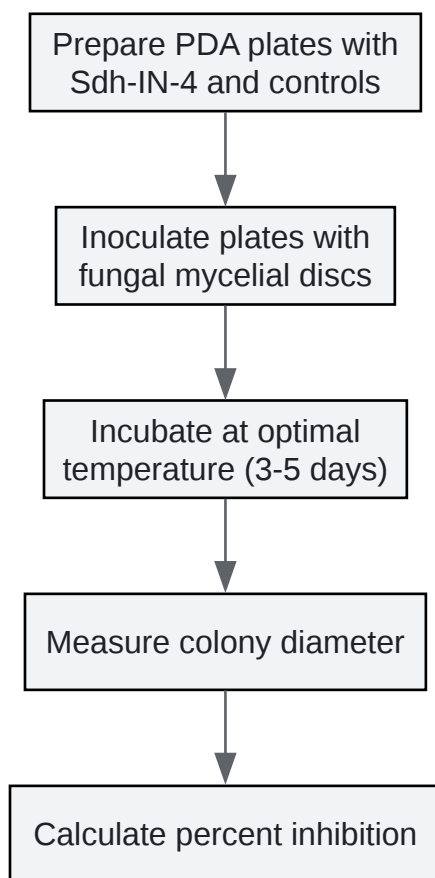 Prepare PDA plates with
Sdh-IN-4 and controls
Inoculate plates with
fungal mycelial discs
Incubate at optimal
temperature (3-5 days)
Measure colony diameter
Calculate percent inhibition